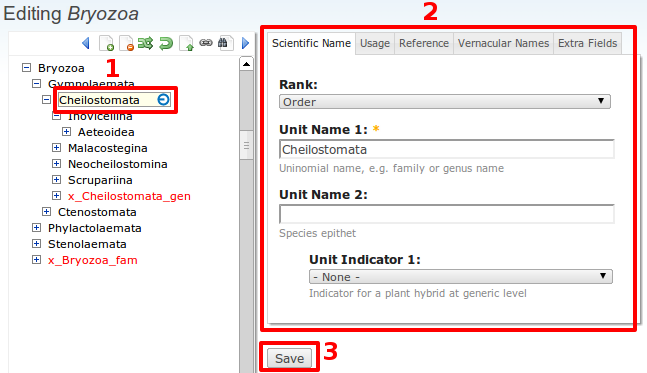 Editing Bryozoa
2
1
Bryozoa
Gymnolaemata
Cheilostomata
Inovicellina
Aeteoidea
Malacostegina
Neocheilostomina
Scrupariina
x_Cheilostomata_gen
Ctenostomata
Phylactolaemata
Stenolaemata
x_Bryozoa_fam
Scientific Name Usage Reference Vernacular Names Extra Fields
Rank:
Order
Unit Name 1: *
Cheilostomata
Uninomial name, e.g. family or genus name
Unit Name 2:
Species epithet
Unit Indicator 1:
- None -
Indicator for a plant hybrid at generic level
Save
3